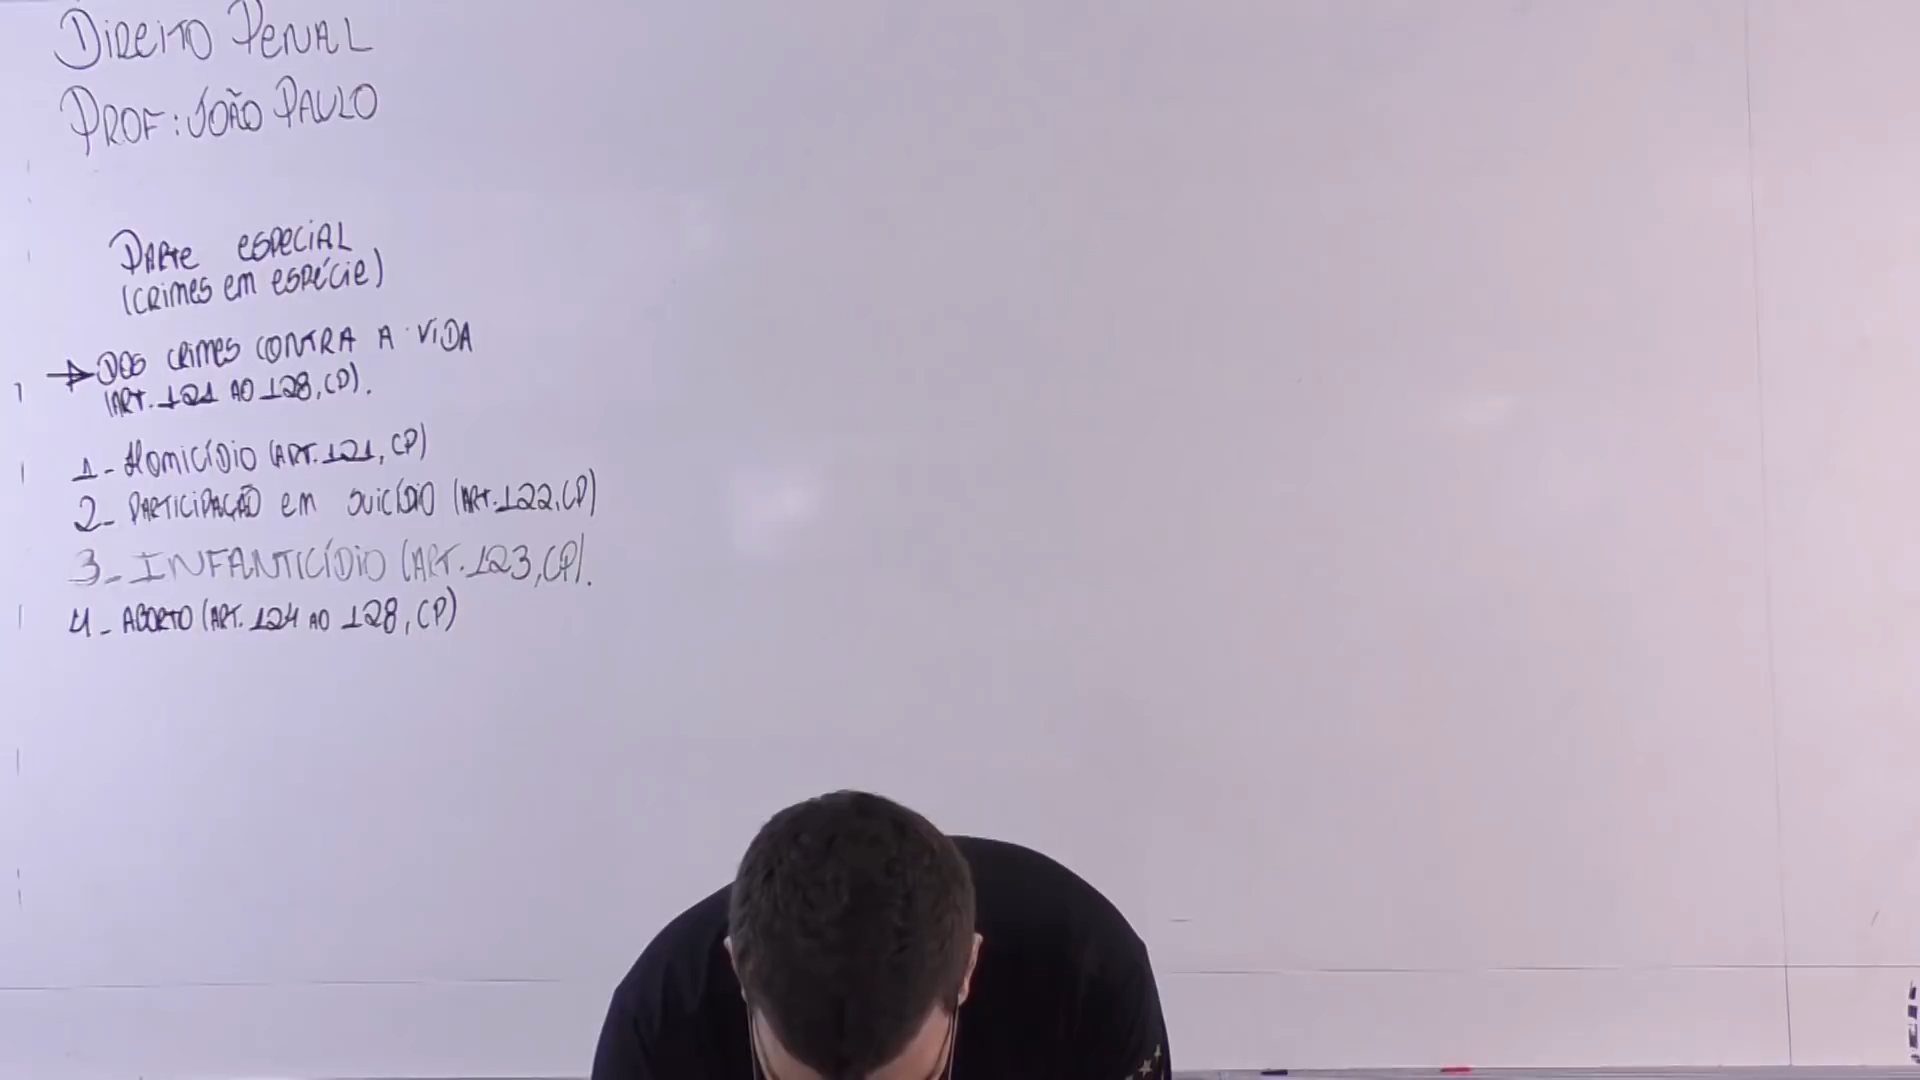 Direito Penal
Prof: João Paulo
Parte especial
(crimes em espécie)
→ Dos crimes contra a vida
(Art. 121 ao 128, CP).
1- Homicídio (Art. 121, CP)
2- Participação em suicídio (Art. 122, CP)
3- INFANTICÍDIO (ART. 123, CP).
4- Aborto (Art. 124 ao 128, CP)